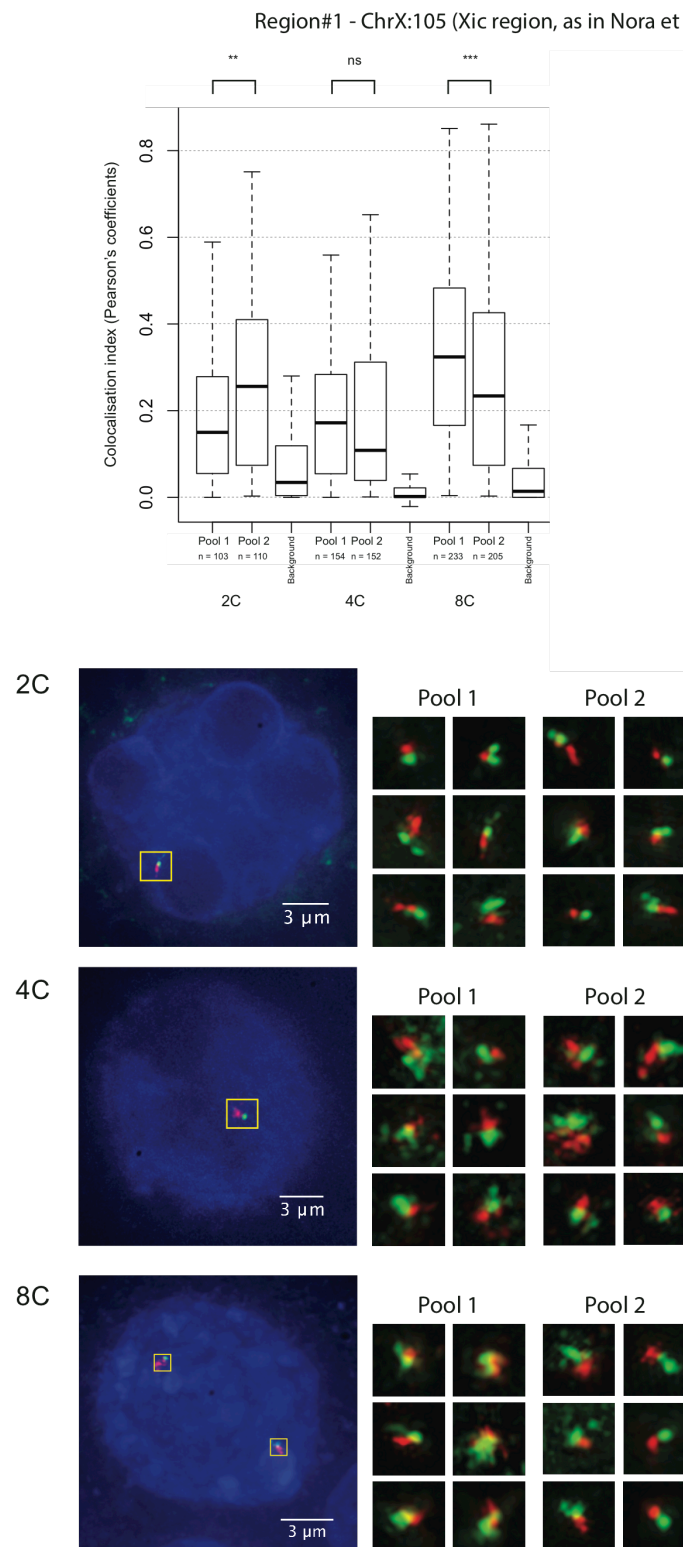 Region#1 - ChrX:105 (Xic region, as in Nora et
** ns ***
Colocalisation index (Pearson's coefficients)
0.8
0.6
0.4
0.2
0.0
Pool 1 Pool 2 Background Pool 1 Pool 2 Background Pool 1 Pool 2 Background
n = 103 n = 110 n = 154 n = 152 n = 233 n = 205
2C 4C 8C
2C
Pool 1 Pool 2
3 μm
4C
Pool 1 Pool 2
3 μm
8C
Pool 1 Pool 2
3 μm